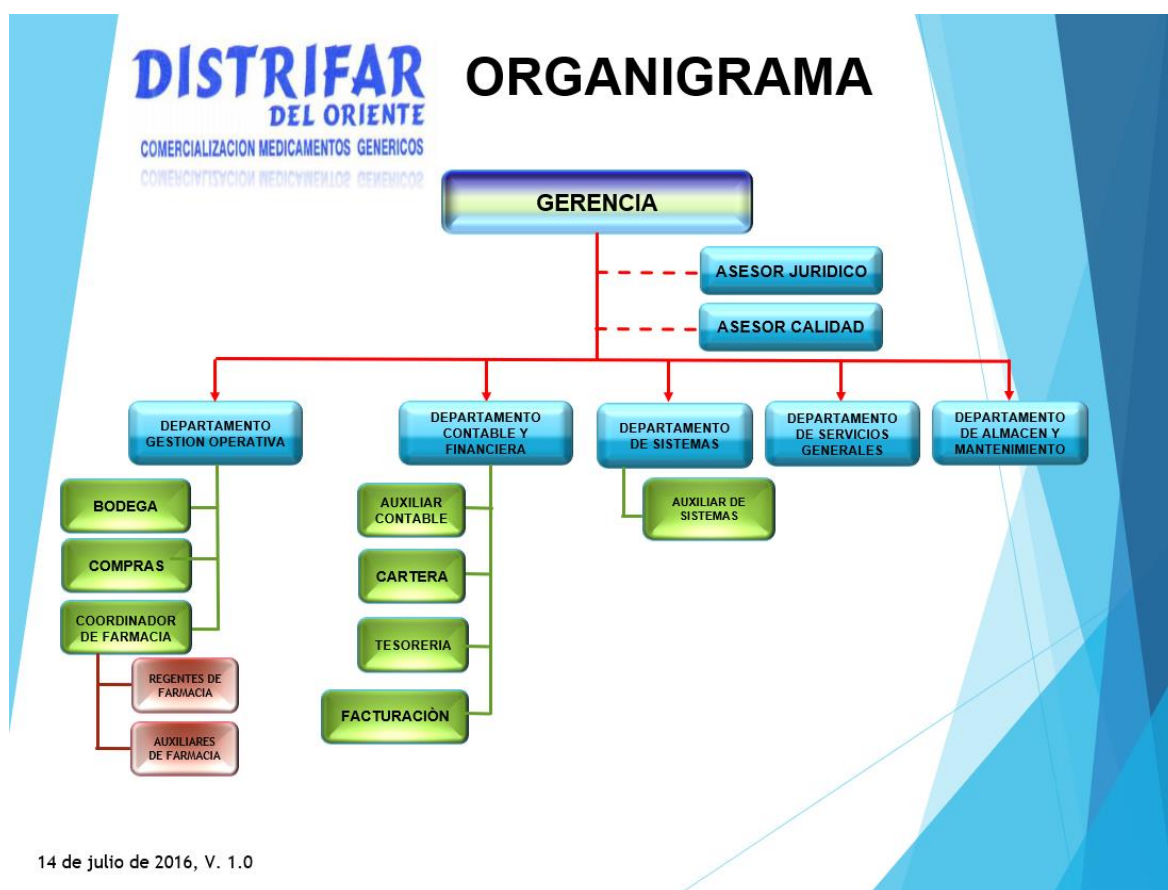 DISTRIFAR
DEL ORIENTE
COMERCIALIZACION MEDICAMENTOS GENERICOS
ORGANIGRAMA
GERENCIA
ASESOR JURIDICO
ASESOR CALIDAD
DEPARTAMENTO
GESTION OPERATIVA
DEPARTAMENTO
CONTABLE Y
FINANCIERA
DEPARTAMENTO
DE SISTEMAS
DEPARTAMENTO
DE SERVICIOS
GENERALES
DEPARTAMENTO
DE ALMACEN Y
MANTENIMIENTO
BODEGA
COMPRAS
COORDINADOR
DE FARMACIA
REGENTES DE
FARMACIA
AUXILIARES
DE FARMACIA
AUXILIAR
CONTABLE
CARTERA
TESORERIA
FACTURACIÒN
AUXILIAR DE
SISTEMAS
14 de julio de 2016, V. 1.0